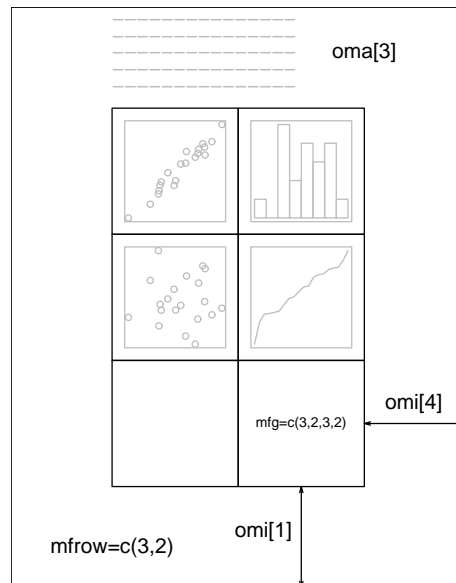 oma[3]
mfg=c(3,2,3,2)
omi[4]
omi[1]
mfrow=c(3,2)